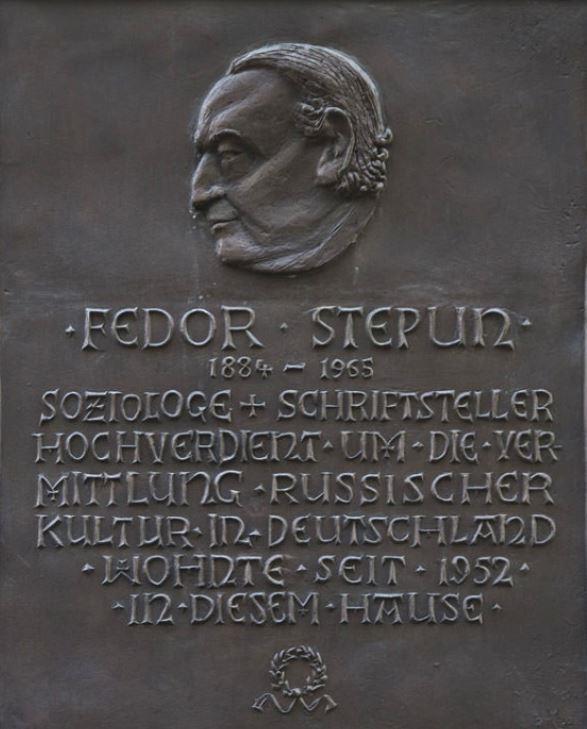 ·FEDOR · STEPUN·
1884 – 1965
SOZIOLOGE + SCHRIFTSTELLER
HOCHVERDIENT · UM · DIE · VER-
MITTLUNG · RUSSISCHER
KULTUR · IN · DEUTSCHLAND
· WOHNTE · SEIT · 1952 ·
· IN · DIESEM · HAUSE ·